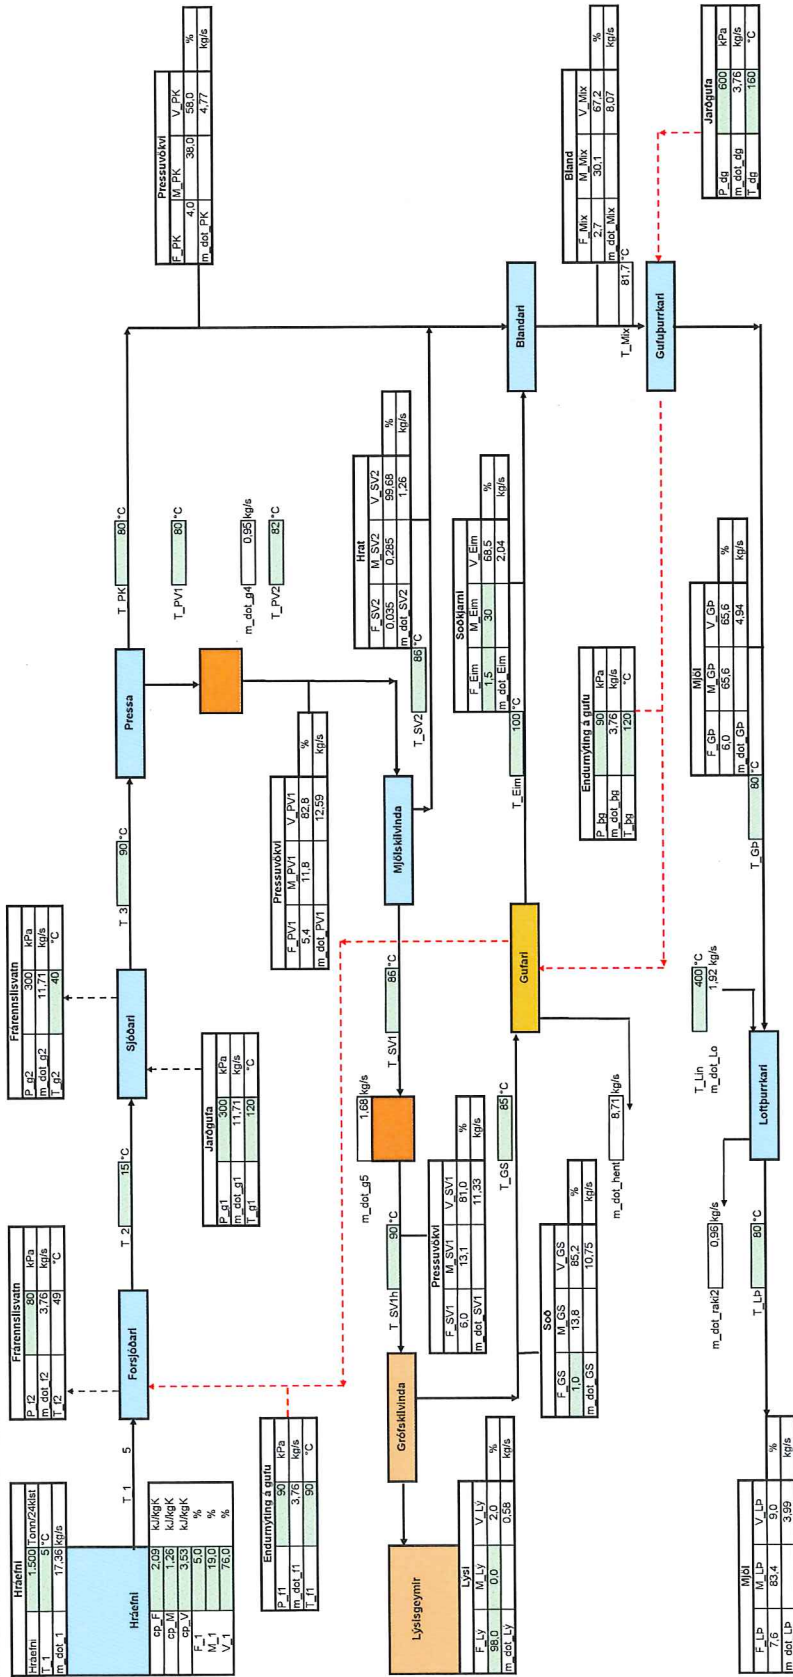 Hráefni
Hráefni 1.500 Tonn/24klst
T_1 5 °C
m_dot_1 17,36 kg/s
Hráefni
cp_F 2,09 kJ/kgK
cp_M 1,26 kJ/kgK
cp_V 3,53 kJ/kgK
F_1 5,0 %
M_1 19,0 %
V_1 76,0 %
T_1 5
Frárennslisvatn
P_f2 80 kPa
m_dot_f2 3,76 kg/s
T_f2 49 °C
Forsjóðari
Endurnýting á gufu
P_f1 90 kPa
m_dot_f1 3,76 kg/s
T_f1 90 °C
T_2 15 °C
Frárennslisvatn
P_g2 300 kPa
m_dot_g2 11,71 kg/s
T_g2 40 °C
Sjóðari
Jarðgufa
P_g1 300 kPa
m_dot_g1 11,71 kg/s
T_g1 120 °C
T_3 90 °C
Pressa
T_PK 80 °C
T_PV1 80 °C
m_dot_g4 0,95 kg/s
T_PV2 82 °C
Pressuvökvi
F_PK M_PK V_PK
4,0 38,0 58,0 %
m_dot_PK 4,77 kg/s
Pressuvökvi
F_PV1 M_PV1 V_PV1
5,4 11,8 82,8 %
m_dot_PV1 12,59 kg/s
Mjölskilvinda
Hrat
F_SV2 M_SV2 V_SV2
0,035 0,285 99,68 %
m_dot_SV2 1,26 kg/s
T_SV2 86 °C
T_SV1 86 °C
m_dot_g5 1,68 kg/s
T_SV1h 90 °C
Pressuvökvi
F_SV1 M_SV1 V_SV1
6,0 13,1 81,0 %
m_dot_SV1 11,33 kg/s
Grófskilvinda
Lýsisgeymir
Lýsi
F_Lý M_Lý V_Lý
98,0 0,0 2,0 %
m_dot_Lý 0,58 kg/s
Soð
F_GS M_GS V_GS
1,0 13,8 85,2 %
m_dot_GS 10,75 kg/s
T_GS 85 °C
Gufari
m_dot_hent 8,71 kg/s
Soðkjarni
F_Eim M_Eim V_Eim
1,5 30 68,5 %
m_dot_Eim 2,04 kg/s
T_Eim 100 °C
Blandari
Bland
F_Mix M_Mix V_Mix
2,7 30,1 67,2 %
m_dot_Mix 8,07 kg/s
T_Mix 81,7 °C
Gufuþurrkari
Jarðgufa
P_dg 600 kPa
m_dot_dg 3,76 kg/s
T_dg 160 °C
Endurnýting á gufu
P_þg 90 kPa
m_dot_þg 3,76 kg/s
T_þg 120 °C
Mjöl
F_GÞ M_GÞ V_GÞ
6,0 65,6 65,6 %
m_dot_GÞ 4,94 kg/s
T_GÞ 80 °C
T_Lin 400 °C
m_dot_Lo 1,92 kg/s
Loftþurrkari
m_dot_raki2 0,96 kg/s
T_LÞ 80 °C
Mjöl
F_LÞ M_LÞ V_LÞ
7,6 83,4 9,0 %
m_dot_LÞ 3,99 kg/s